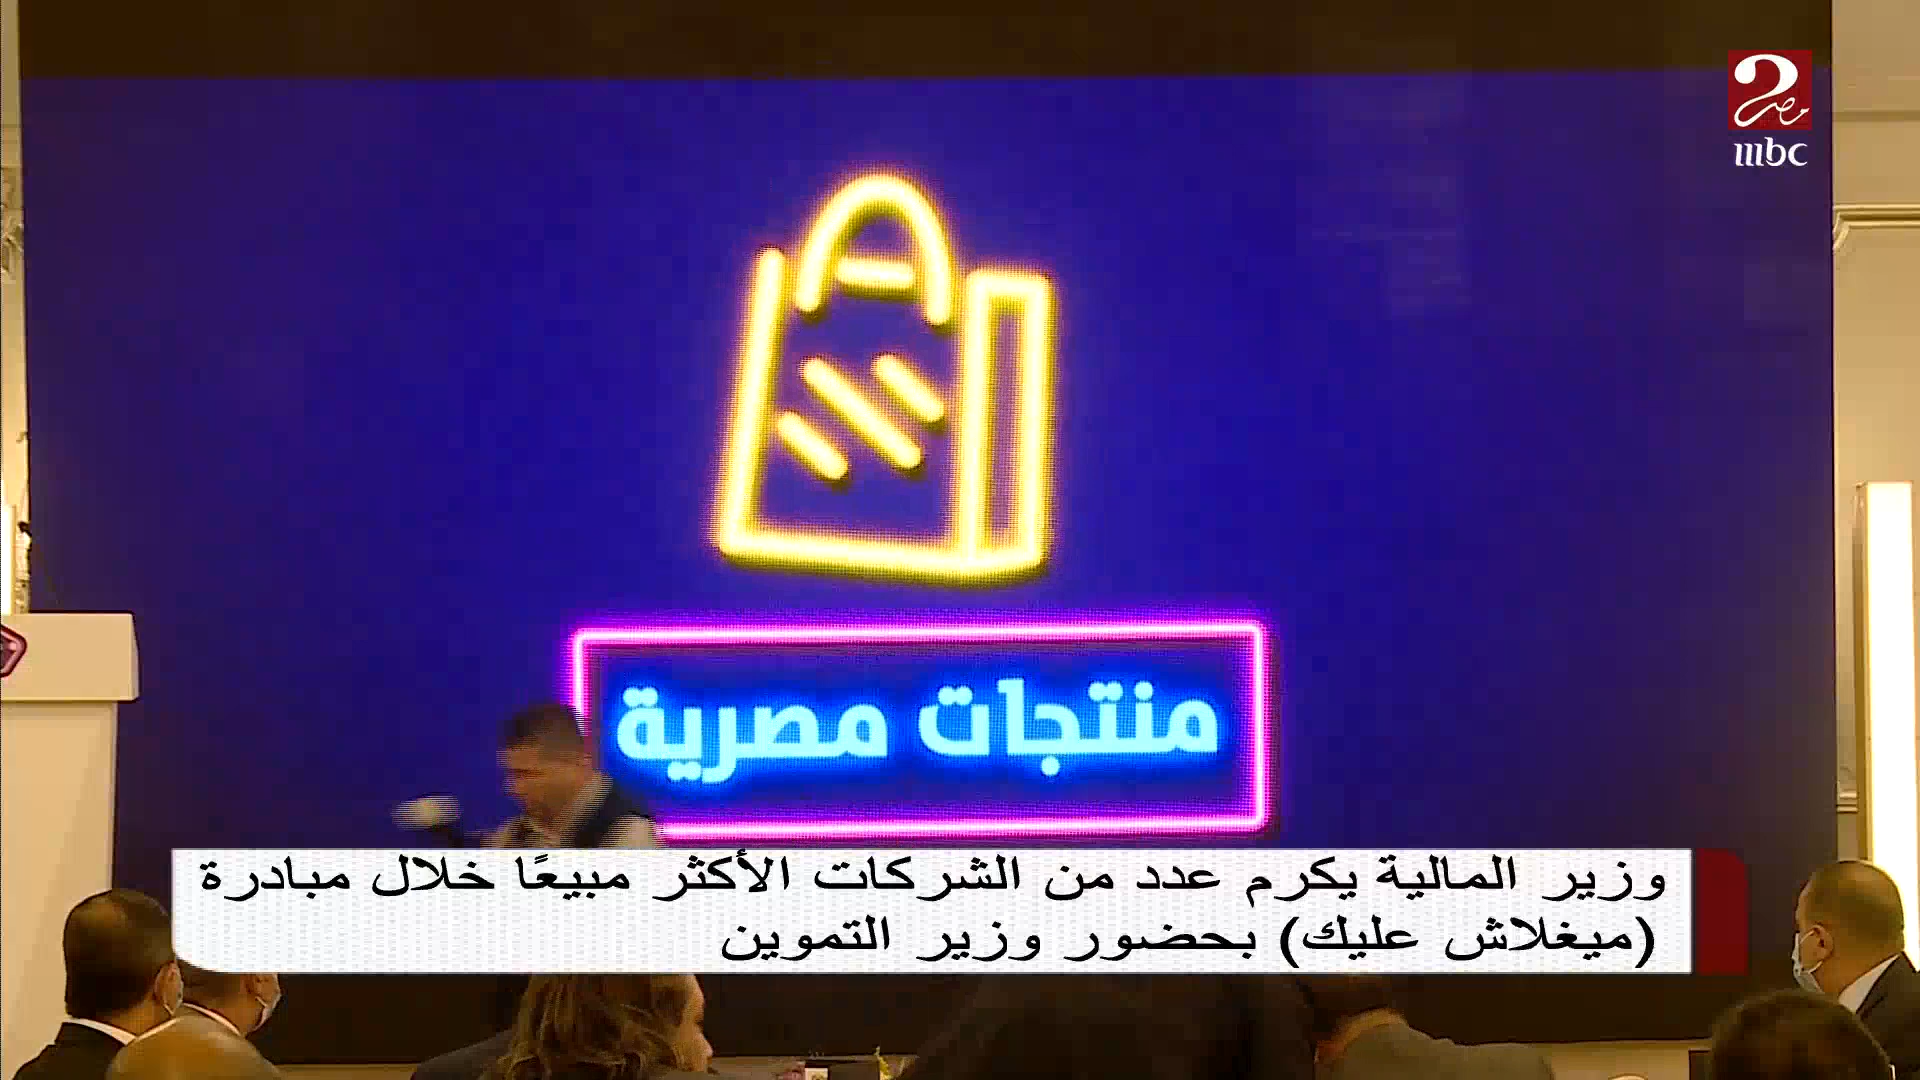 مصر
mbc
منتجات مصرية
وزير المالية يكرم عدد من الشركات الأكثر مبيعًا خلال مبادرة
(ميغلاش عليك) بحضور وزير التموين